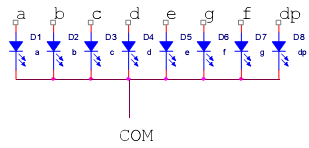 a b c d e g f dp
D1 D2 D3 D4 D5 D6 D7 D8
a b c d e f g dp
COM